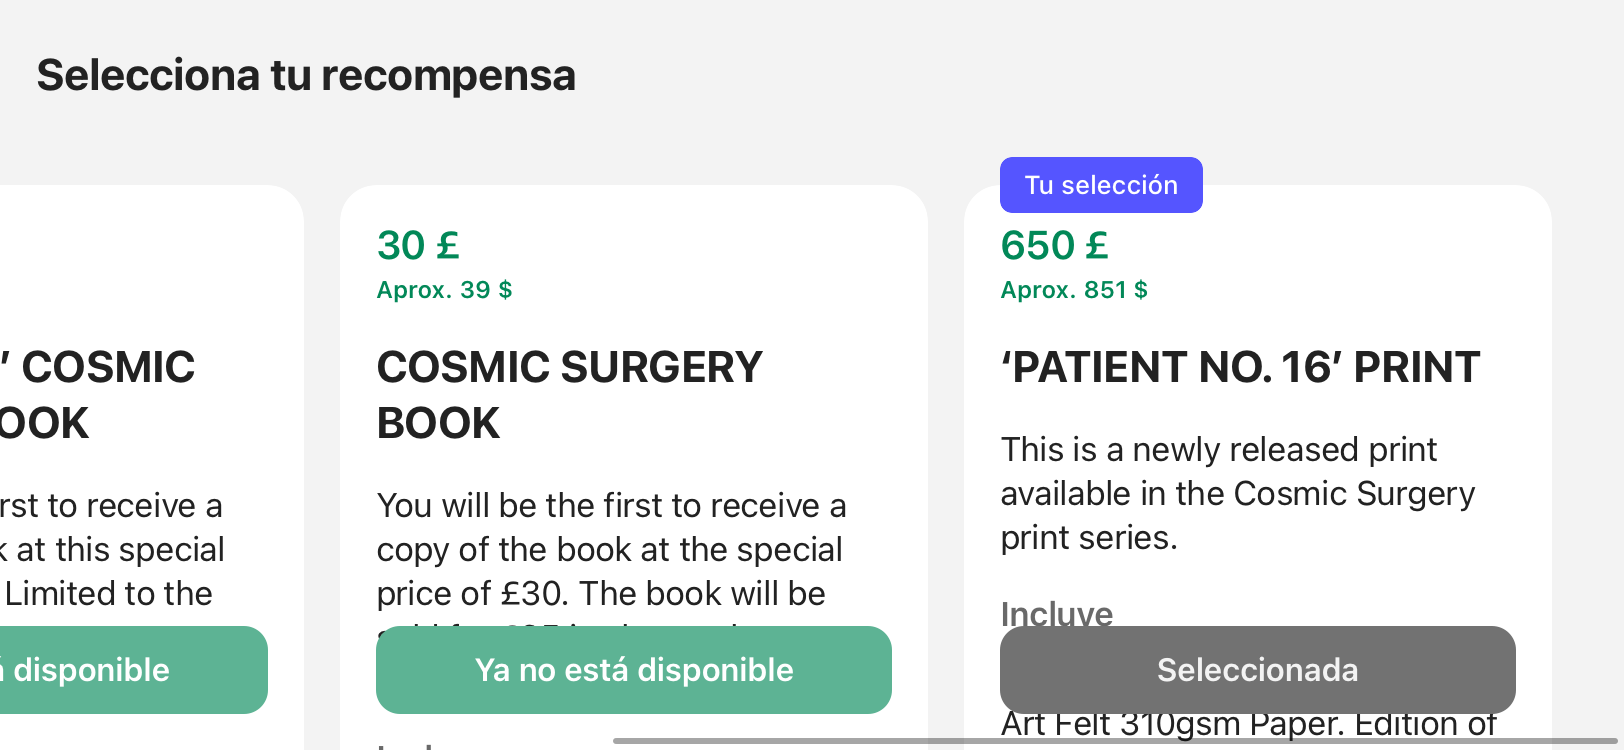 Selecciona tu recompensa
’ COSMIC
OOK
rst to receive a
k at this special
Limited to the
disponible
30 £
Aprox. 39 $
COSMIC SURGERY
BOOK
You will be the first to receive a
copy of the book at the special
price of £30. The book will be
Ya no está disponible
Tu selección
650 £
Aprox. 851 $
‘PATIENT NO. 16’ PRINT
This is a newly released print
available in the Cosmic Surgery
print series.
Incluye
Seleccionada
Art Felt 310gsm Paper. Edition of